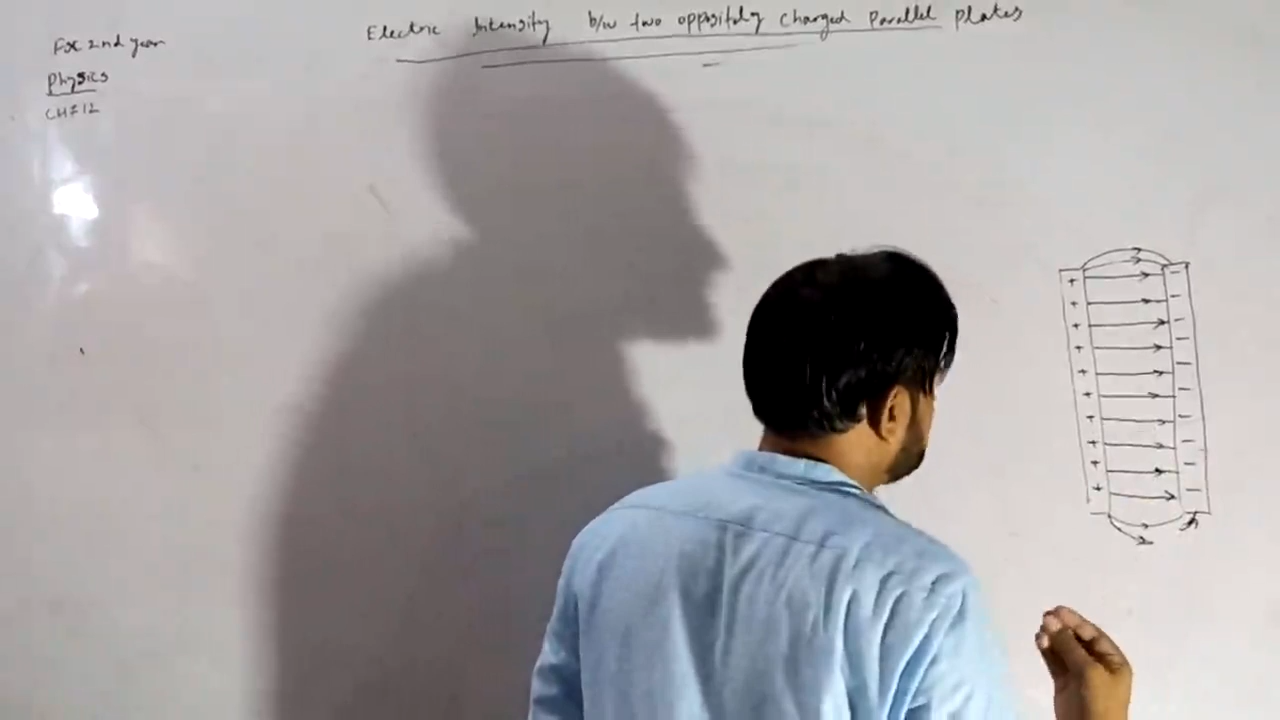 Electric Intensity b/w two oppositely charged Parallel plates
For 2nd year
Physics
CH#12
+ -
+ -
+ -
+ -
+ -
+ -
+ -
+ -
+ -
+ -